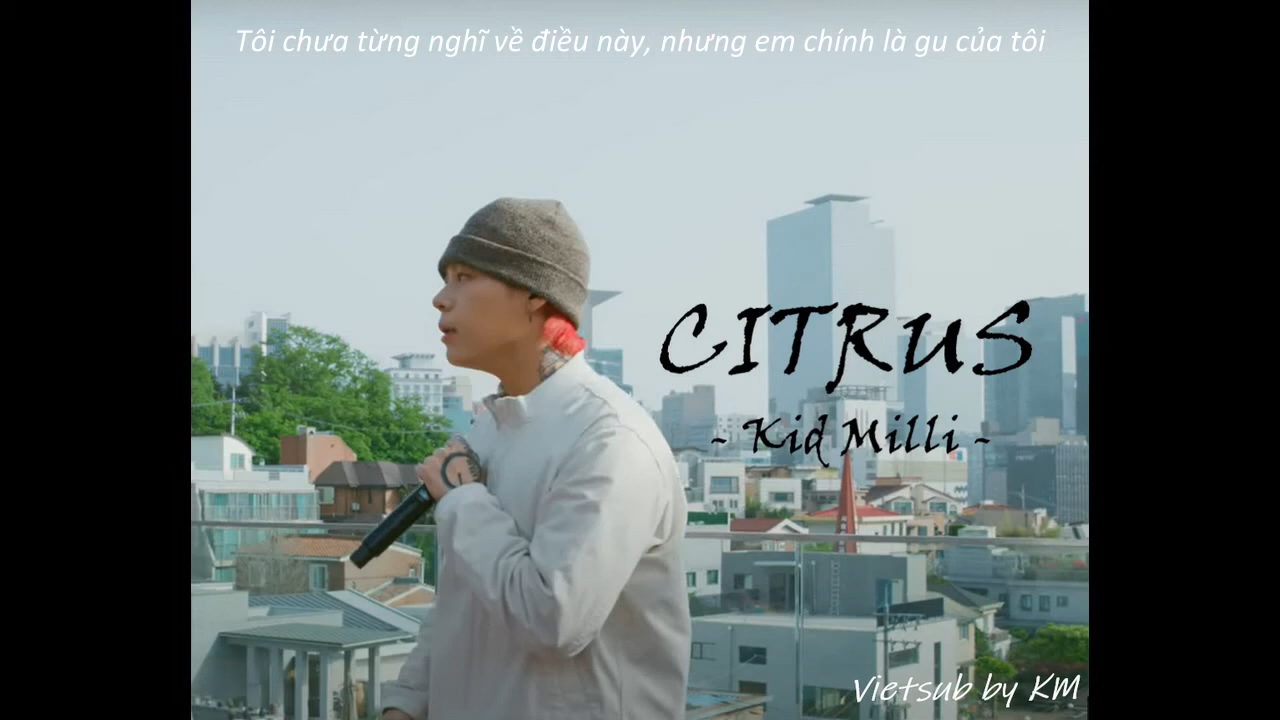 Tôi chưa từng nghĩ về điều này, nhưng em chính là gu của tôi
CITRUS
- Kid Milli -
Vietsub by KM